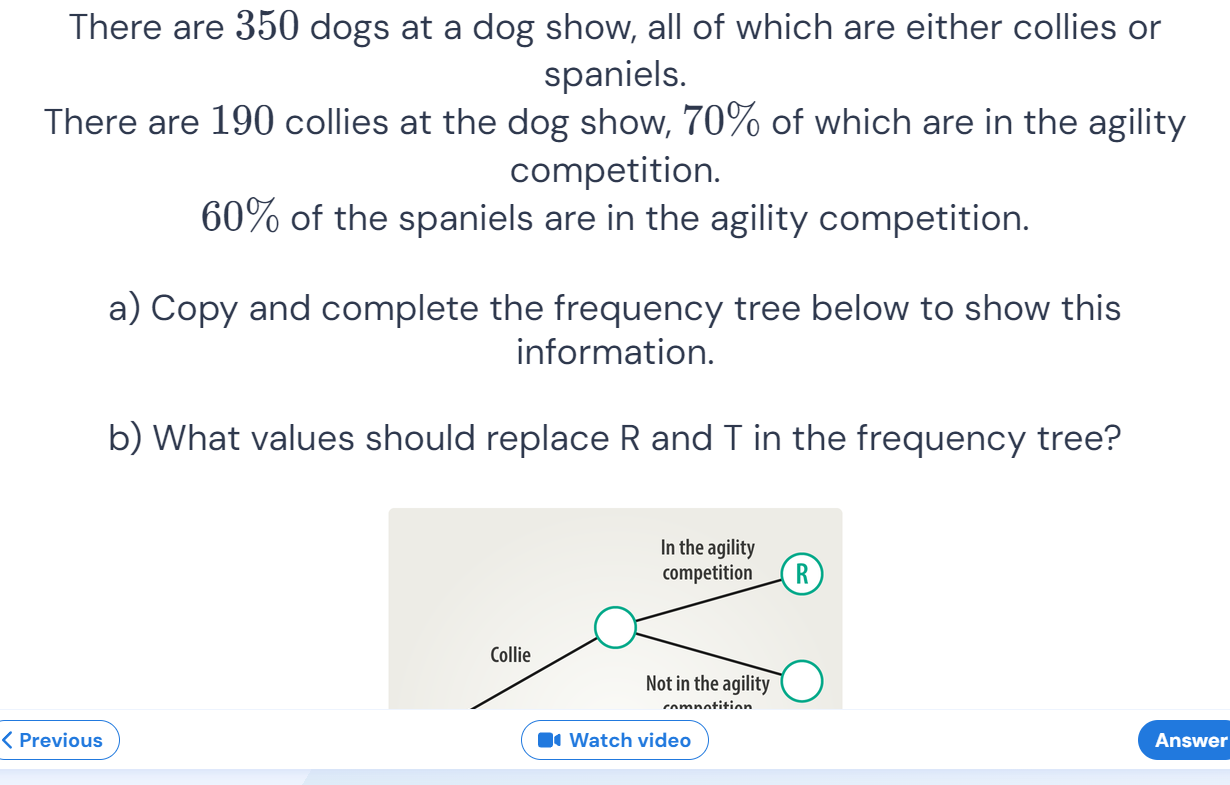 There are 350 dogs at a dog show, all of which are either collies or
spaniels.
There are 190 collies at the dog show, 70% of which are in the agility
competition.
60% of the spaniels are in the agility competition.
a) Copy and complete the frequency tree below to show this
information.
b) What values should replace R and T in the frequency tree?
In the agility
competition
R
Collie
Not in the agility
competition
Previous
Watch video
Answer